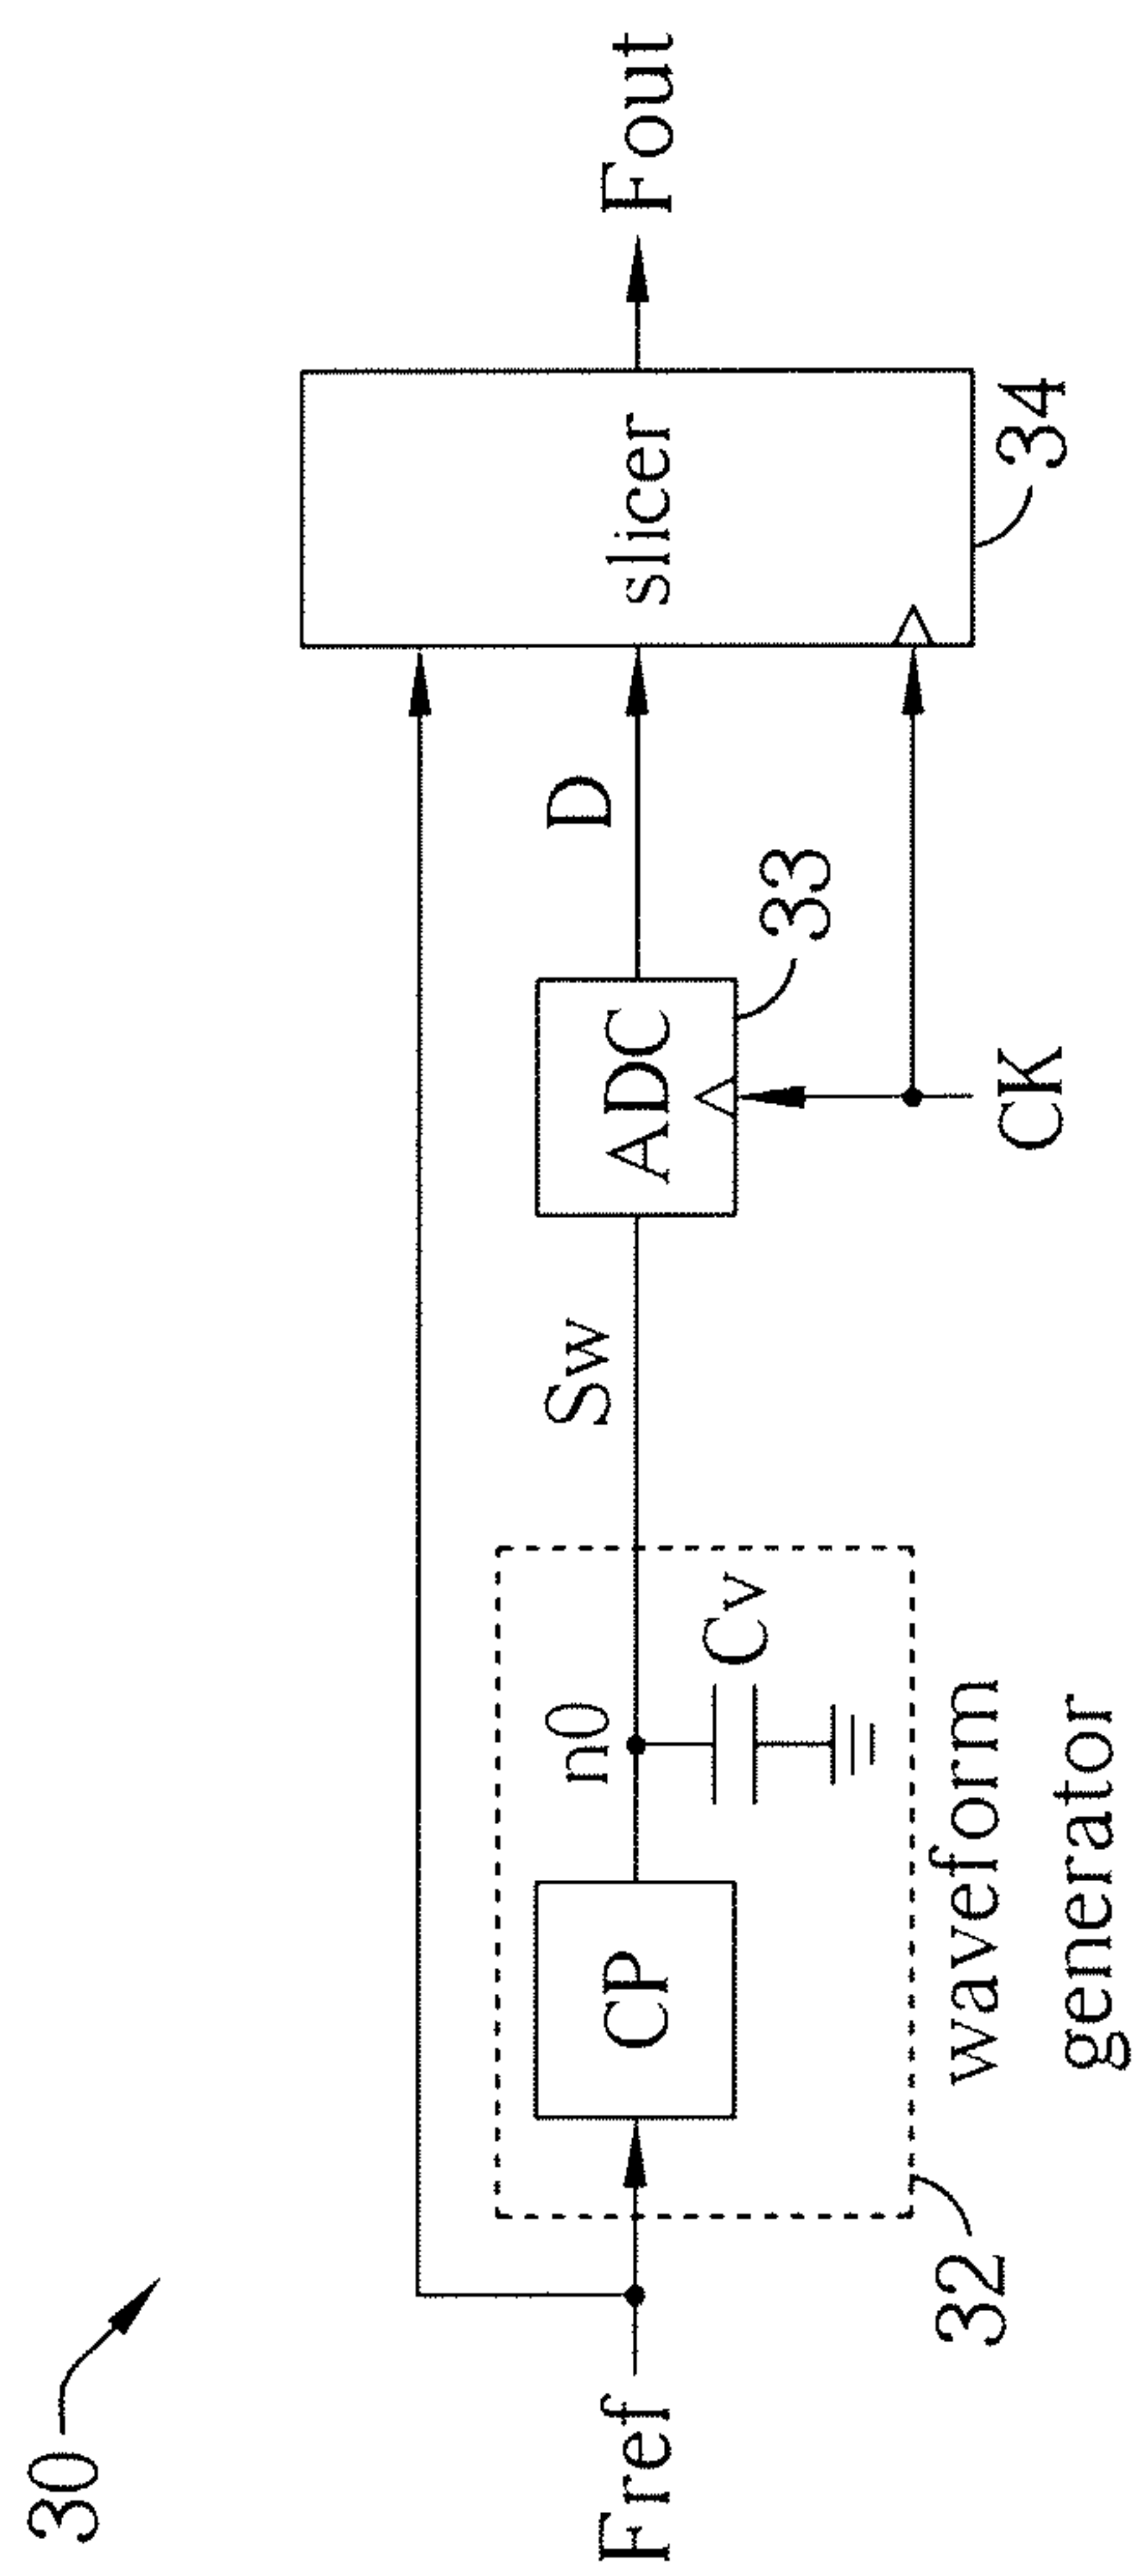 30
Fref
CP
n0
Cv
32
waveform
generator
Sw
ADC
33
CK
D
slicer
34
Fout